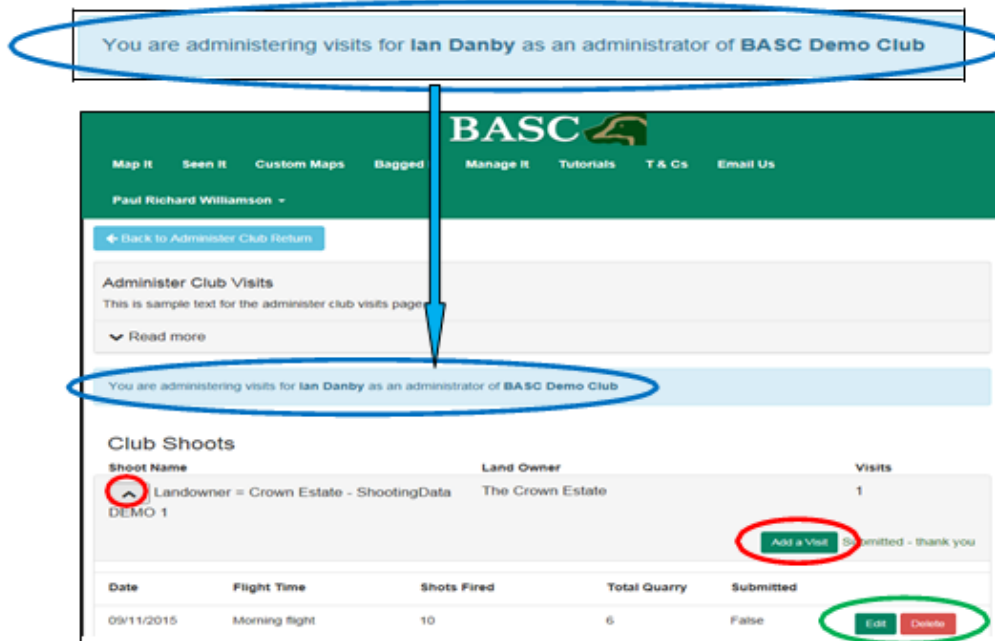 You are administering visits for Ian Danby as an administrator of BASC Demo Club
BASC
Map It Seen It Custom Maps Bagged Manage It Tutorials T & Cs Email Us
Paul Richard Williamson
Back to Administer Club Return
Administer Club Visits
This is sample text for the administer club visits page
Read more
You are administering visits for Ian Danby as an administrator of BASC Demo Club
Club Shoots
Shoot Name Land Owner Visits
Landowner = Crown Estate - ShootingData The Crown Estate 1
DEMO 1
Add a Visit Submitted - thank you
Date Flight Time Shots Fired Total Quarry Submitted
09/11/2015 Morning flight 10 6 False Edit Delete